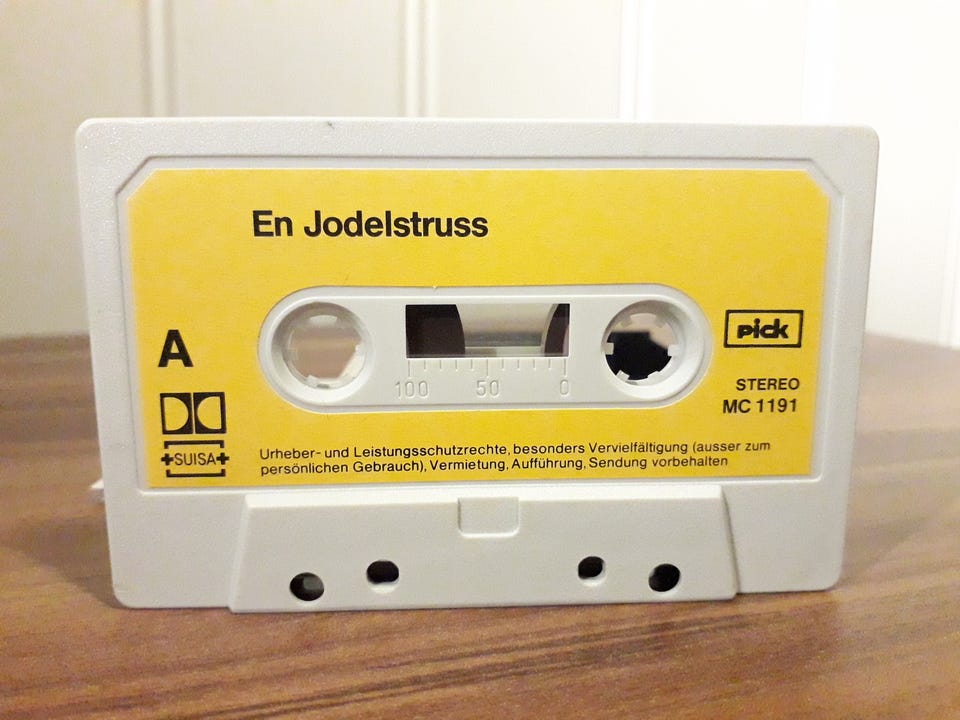 En Jodelstruss
A
pick
100 50 0
STEREO
MC 1191
+SUISA+
Urheber- und Leistungsschutzrechte, besonders Vervielfältigung (ausser zum
persönlichen Gebrauch), Vermietung, Aufführung, Sendung vorbehalten